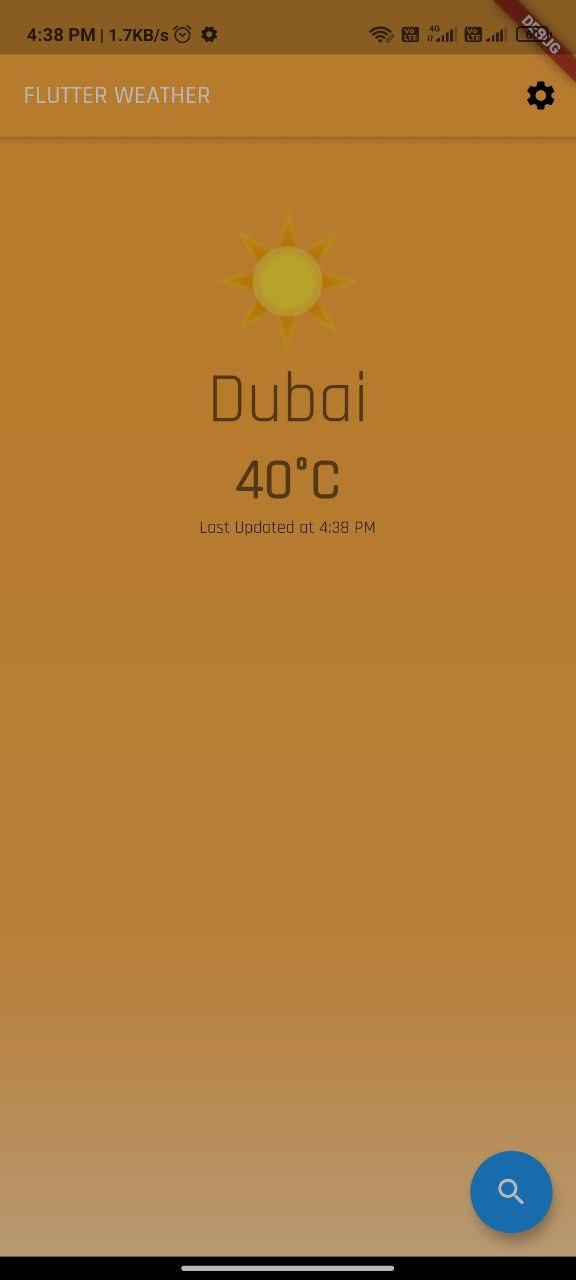 4:38 PM | 1.7KB/s
Vo LTE 4G Vo LTE
DEBUG
FLUTTER WEATHER
Dubai
40°C
Last Updated at 4:38 PM